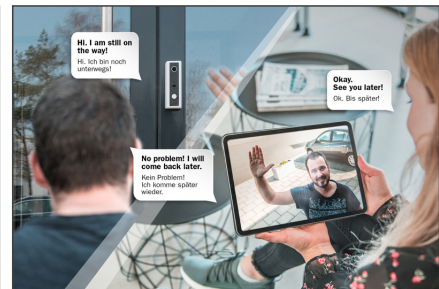 Hi. I am still on
the way!
Hi. Ich bin noch
unterwegs!
No problem! I will
come back later.
Kein Problem!
Ich komme später
wieder.
Okay.
See you later!
Ok. Bis später!